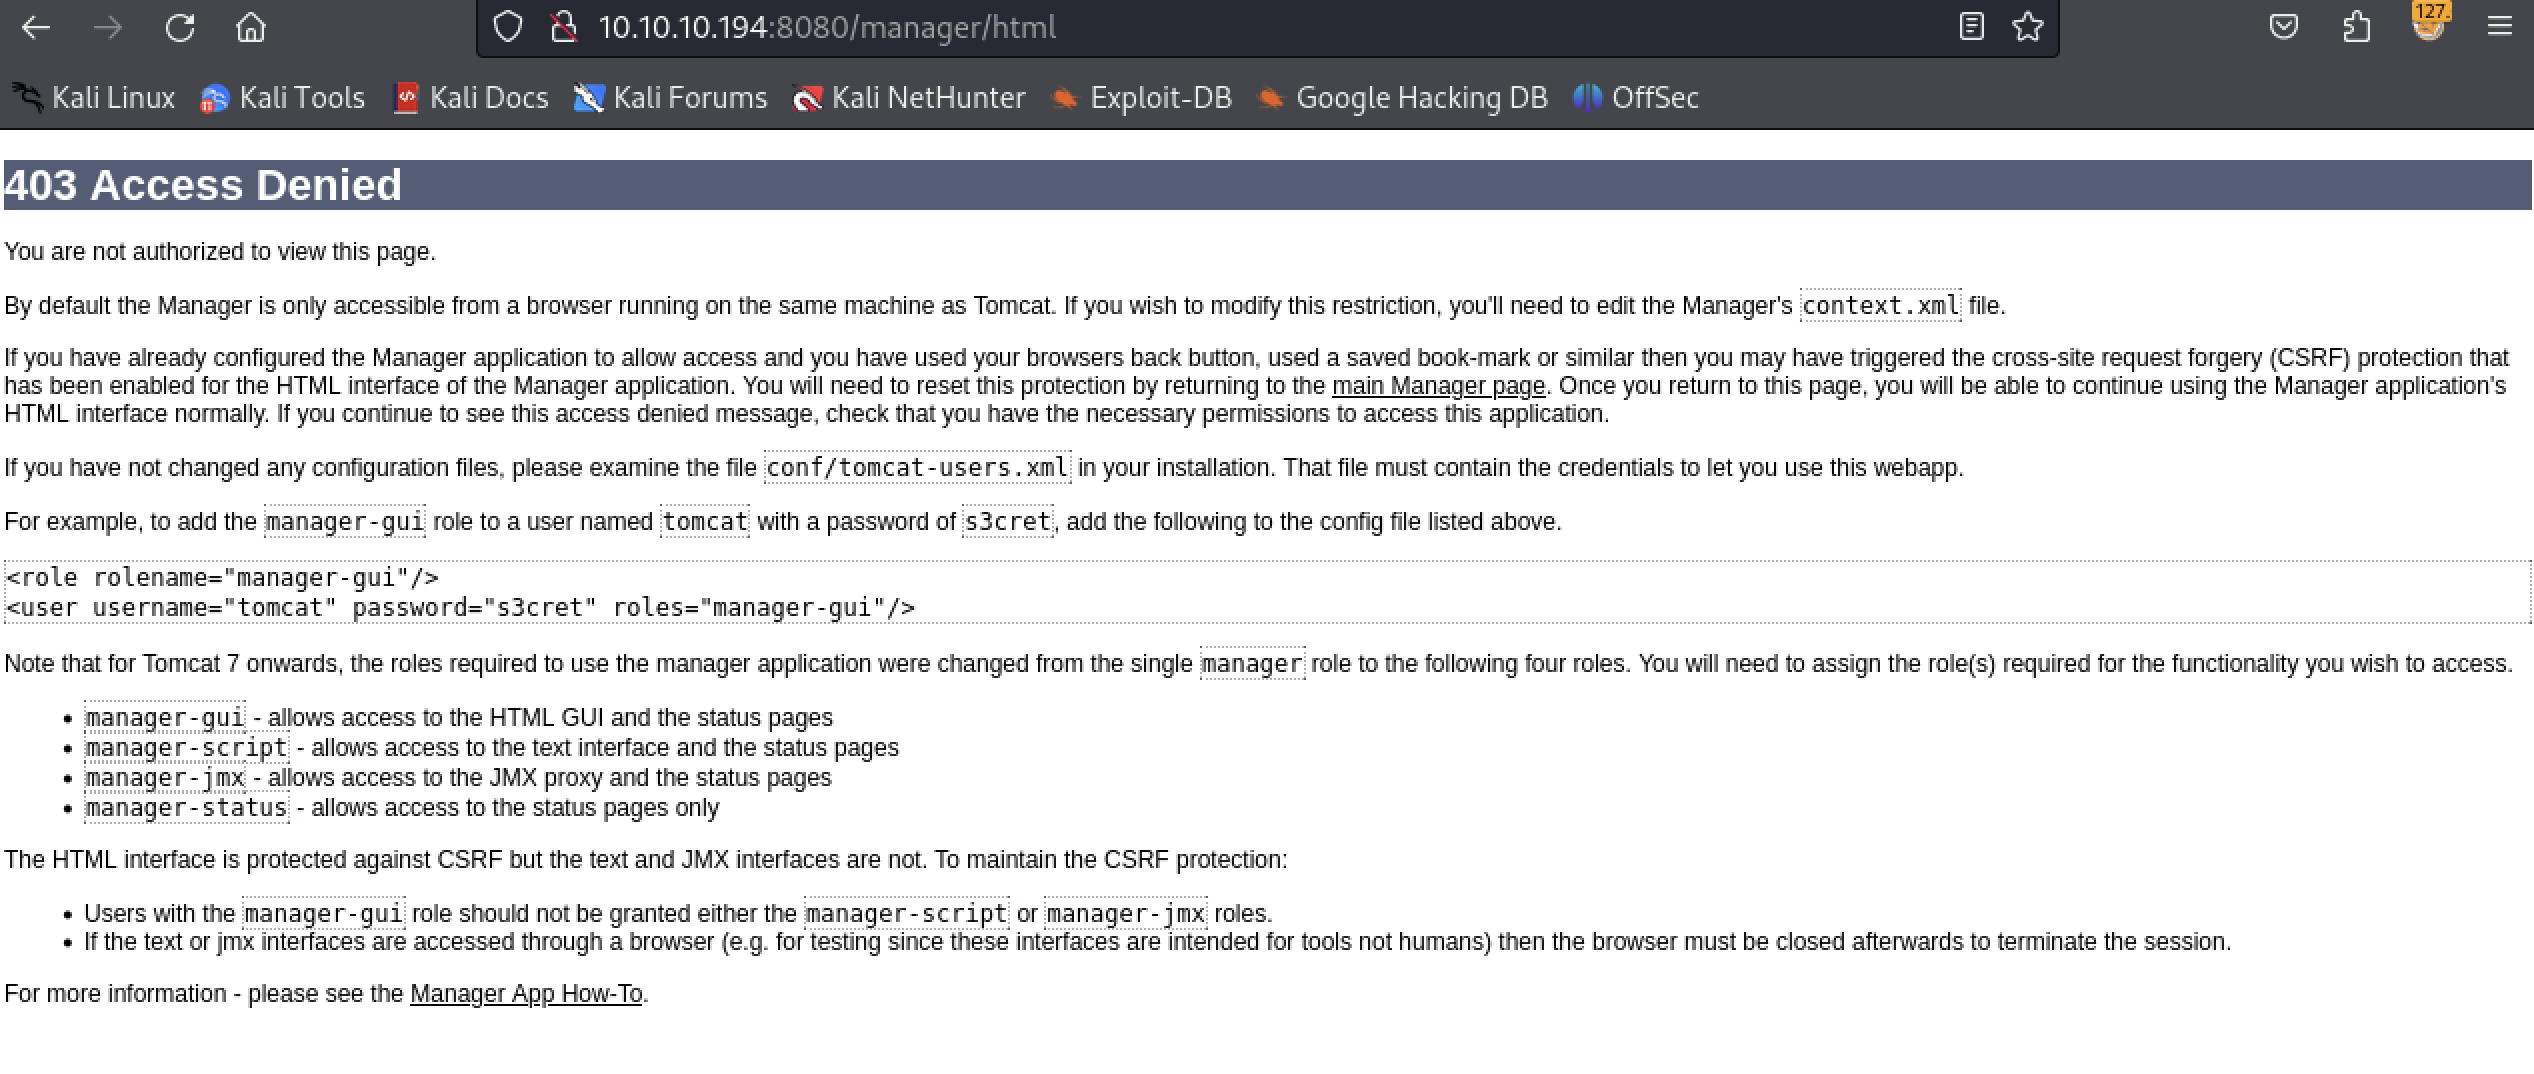 10.10.10.194:8080/manager/html
127.
Kali Linux Kali Tools Kali Docs Kali Forums Kali NetHunter Exploit-DB Google Hacking DB OffSec
403 Access Denied
You are not authorized to view this page.
By default the Manager is only accessible from a browser running on the same machine as Tomcat. If you wish to modify this restriction, you'll need to edit the Manager's context.xml file.
If you have already configured the Manager application to allow access and you have used your browsers back button, used a saved book-mark or similar then you may have triggered the cross-site request forgery (CSRF) protection that
has been enabled for the HTML interface of the Manager application. You will need to reset this protection by returning to the main Manager page. Once you return to this page, you will be able to continue using the Manager application's
HTML interface normally. If you continue to see this access denied message, check that you have the necessary permissions to access this application.
If you have not changed any configuration files, please examine the file conf/tomcat-users.xml in your installation. That file must contain the credentials to let you use this webapp.
For example, to add the manager-gui role to a user named tomcat with a password of s3cret, add the following to the config file listed above.
<role rolename="manager-gui"/>
<user username="tomcat" password="s3cret" roles="manager-gui"/>
Note that for Tomcat 7 onwards, the roles required to use the manager application were changed from the single manager role to the following four roles. You will need to assign the role(s) required for the functionality you wish to access.
• manager-gui - allows access to the HTML GUI and the status pages
• manager-script - allows access to the text interface and the status pages
• manager-jmx - allows access to the JMX proxy and the status pages
• manager-status - allows access to the status pages only
The HTML interface is protected against CSRF but the text and JMX interfaces are not. To maintain the CSRF protection:
• Users with the manager-gui role should not be granted either the manager-script or manager-jmx roles.
• If the text or jmx interfaces are accessed through a browser (e.g. for testing since these interfaces are intended for tools not humans) then the browser must be closed afterwards to terminate the session.
For more information - please see the Manager App How-To.